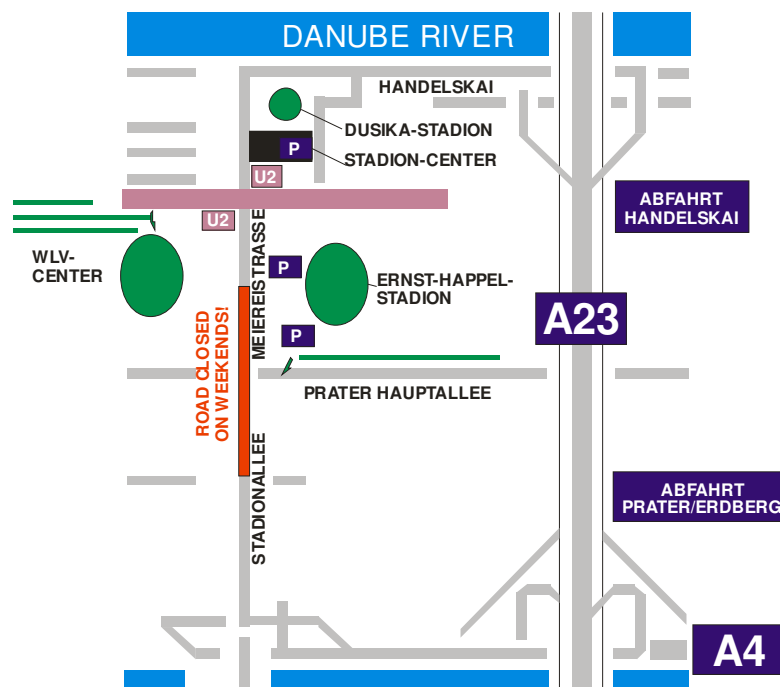 DANUBE RIVER
HANDELSKAI
DUSIKA-STADION
P
STADION-CENTER
U2
ABFAHRT
HANDELSKAI
U2
MEIEREISTRASSE
WLV-
CENTER
P
ERNST-HAPPEL-
STADION
A23
P
ROAD CLOSED
ON WEEKENDS!
PRATER HAUPTALLEE
STADIONALLEE
ABFAHRT
PRATER/ERDBERG
A4